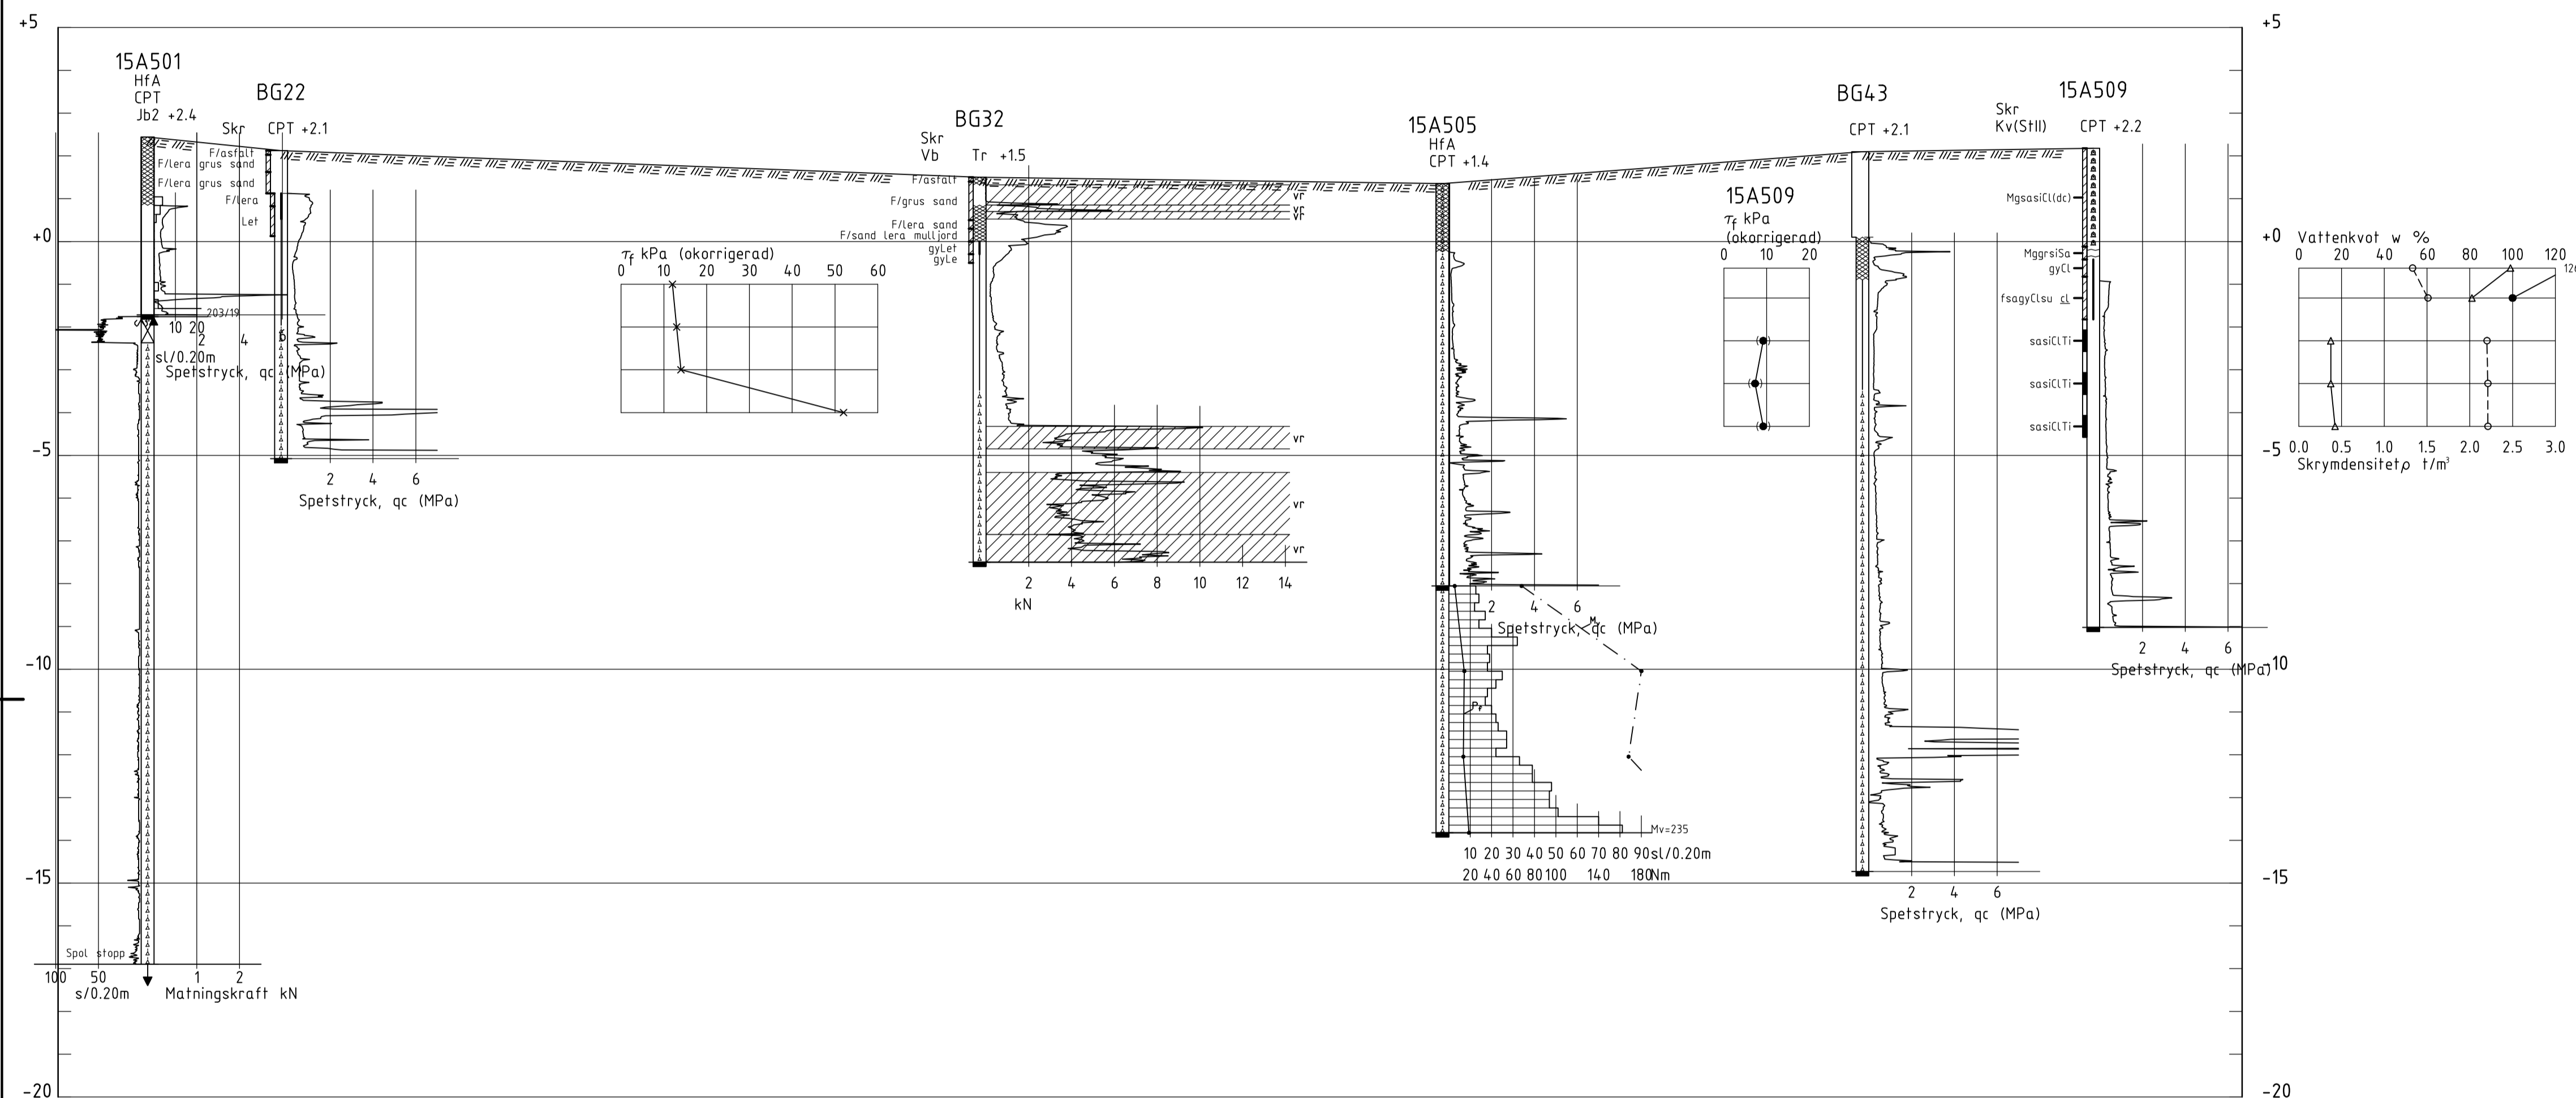 +5
+5
15A501
HfA
CPT
Jb2 +2.4
BG22
Skr
CPT +2.1
F/asfalt
F/lera grus sand
F/lera grus sand
F/lera
Let
BG32
Skr
Vb
Tr +1.5
F/asfalt
F/grus sand
F/lera sand
F/sand lera mulljord
gyLet
gyLe
vr
vr
vr
15A505
HfA
CPT +1.4
BG43
CPT +2.1
15A509
Skr
Kv(StII)
CPT +2.2
MgsasiCl(dc)
MggrsiSa
gyCl
fsagyClsu cl
sasiClTi
sasiClTi
sasiClTi
+0
+0
τf kPa (okorrigerad)
0 10 20 30 40 50 60
15A509
τf kPa
(okorrigerad)
0 10 20
Vattenkvot w %
0 20 40 60 80 100 120
0.0 0.5 1.0 1.5 2.0 2.5 3.0
Skrymdensitet ρ t/m³
203/19
10 20
2 4 6
sl/0.20m
Spetstryck, qc (MPa)
-5
-5
2 4 6
Spetstryck, qc (MPa)
vr
vr
vr
2 4 6 8 10 12 14
kN
2 4 6
Spetstryck, qc (MPa)
M
Pf
Mv=235
10 20 30 40 50 60 70 80 90sl/0.20m
20 40 60 80 100 140 180Nm
2 4 6
Spetstryck, qc (MPa)
2 4 6
Spetstryck, qc (MPa)
-10
-10
-15
-15
Spol stopp
100 50
1 2
s/0.20m
Matningskraft kN
-20
-20